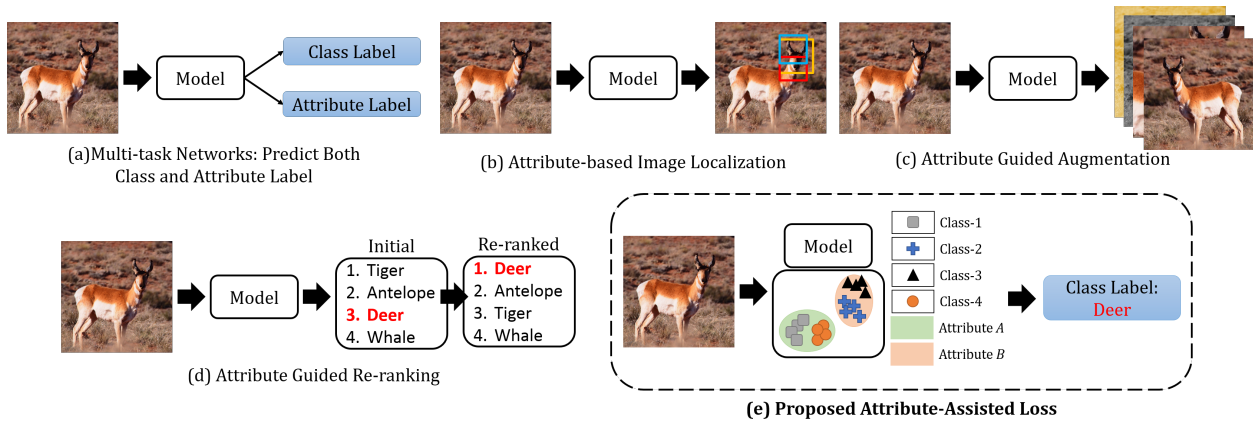 Model
Class Label
Attribute Label
(a)Multi-task Networks: Predict Both
Class and Attribute Label
Model
(b) Attribute-based Image Localization
Model
(c) Attribute Guided Augmentation
Model
Initial
1. Tiger
2. Antelope
3. Deer
4. Whale
Re-ranked
1. Deer
2. Antelope
3. Tiger
4. Whale
(d) Attribute Guided Re-ranking
Model
Class-1
Class-2
Class-3
Class-4
Attribute A
Attribute B
Class Label:
Deer
(e) Proposed Attribute-Assisted Loss